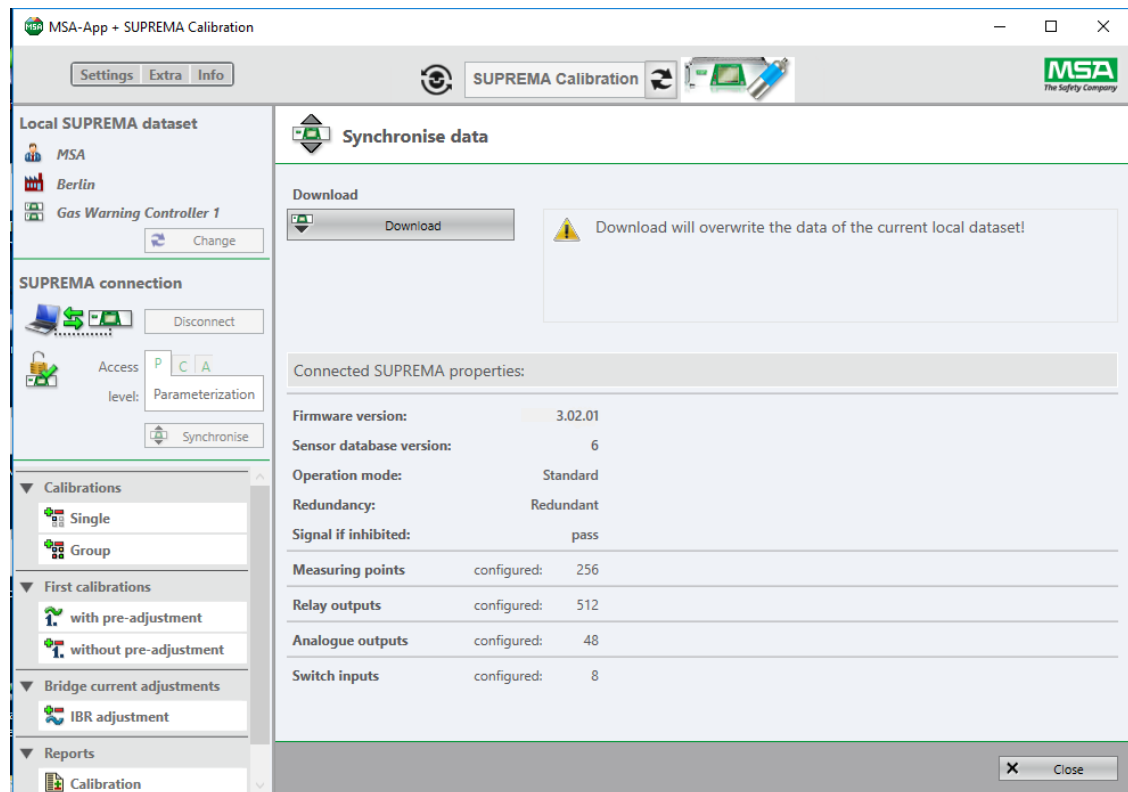 MSA-App + SUPREMA Calibration
Settings Extra Info
SUPREMA Calibration
MSA
The Safety Company
Local SUPREMA dataset
MSA
Berlin
Gas Warning Controller 1
Change
SUPREMA connection
Disconnect
Access level:
P C A
Parameterization
Synchronise
Calibrations
Single
Group
First calibrations
1. with pre-adjustment
1. without pre-adjustment
Bridge current adjustments
IBR adjustment
Reports
Calibration
Synchronise data
Download
Download
Download will overwrite the data of the current local dataset!
Connected SUPREMA properties:
Firmware version: 3.02.01
Sensor database version: 6
Operation mode: Standard
Redundancy: Redundant
Signal if inhibited: pass
Measuring points configured: 256
Relay outputs configured: 512
Analogue outputs configured: 48
Switch inputs configured: 8
Close